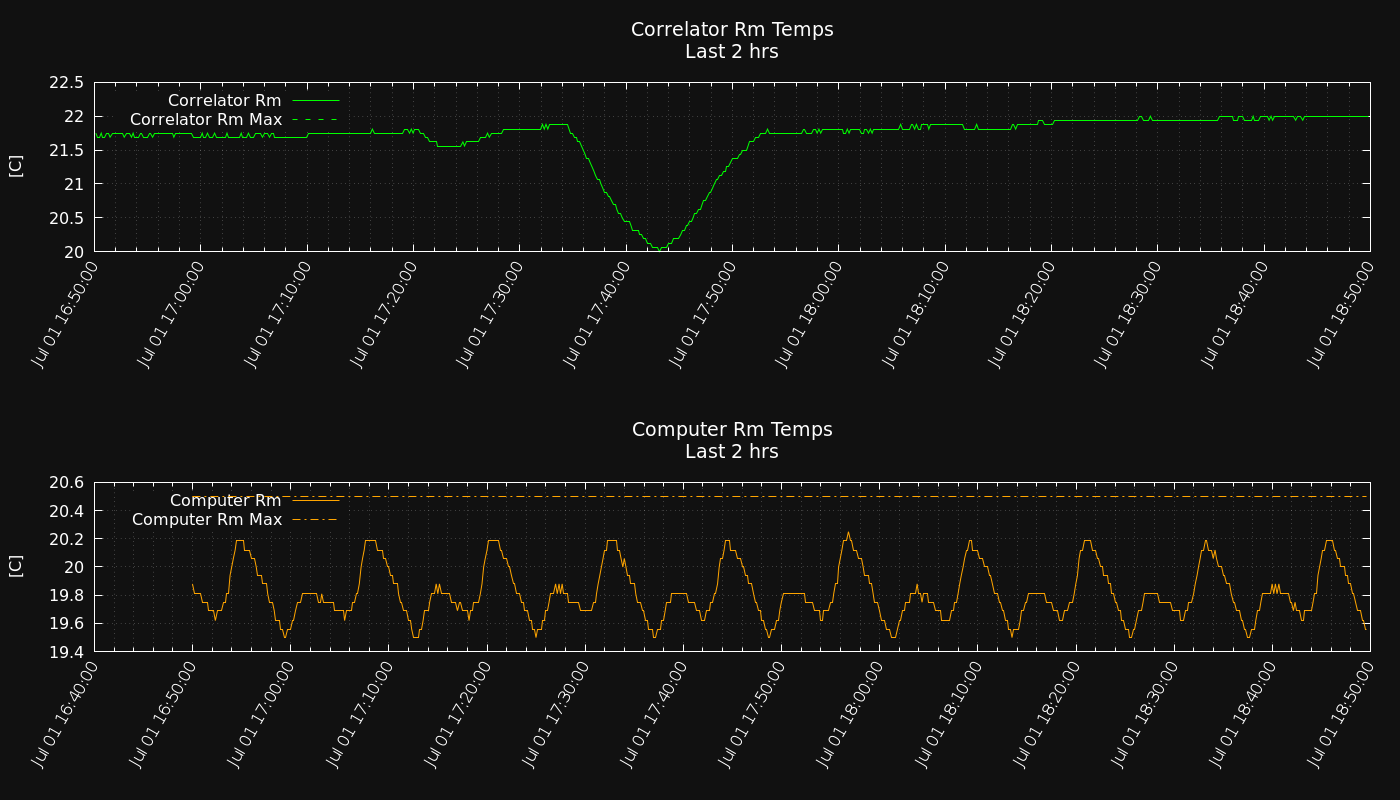 Correlator Rm Temps
Last 2 hrs
22.5
22
21.5
21
20.5
20
[C]
Correlator Rm
Correlator Rm Max
Jul 01 16:50:00
Jul 01 17:00:00
Jul 01 17:10:00
Jul 01 17:20:00
Jul 01 17:30:00
Jul 01 17:40:00
Jul 01 17:50:00
Jul 01 18:00:00
Jul 01 18:10:00
Jul 01 18:20:00
Jul 01 18:30:00
Jul 01 18:40:00
Jul 01 18:50:00
Computer Rm Temps
Last 2 hrs
20.6
20.4
20.2
20
19.8
19.6
19.4
[C]
Computer Rm
Computer Rm Max
Jul 01 16:40:00
Jul 01 16:50:00
Jul 01 17:00:00
Jul 01 17:10:00
Jul 01 17:20:00
Jul 01 17:30:00
Jul 01 17:40:00
Jul 01 17:50:00
Jul 01 18:00:00
Jul 01 18:10:00
Jul 01 18:20:00
Jul 01 18:30:00
Jul 01 18:40:00
Jul 01 18:50:00